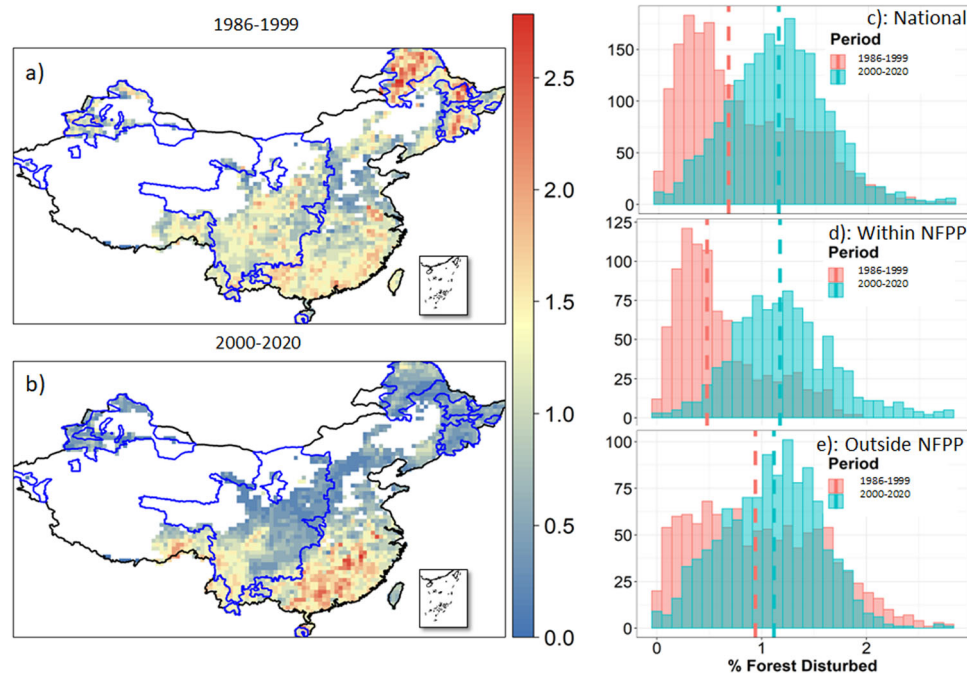 1986-1999
a)
2000-2020
b)
2.5
2.0
1.5
1.0
0.5
0.0
c): National
Period
1986-1999
2000-2020
150
100
50
0
d): Within NFPP
Period
1986-1999
2000-2020
125
100
75
50
25
0
e): Outside NFPP
Period
1986-1999
2000-2020
100
75
50
25
0
0 1 2
% Forest Disturbed